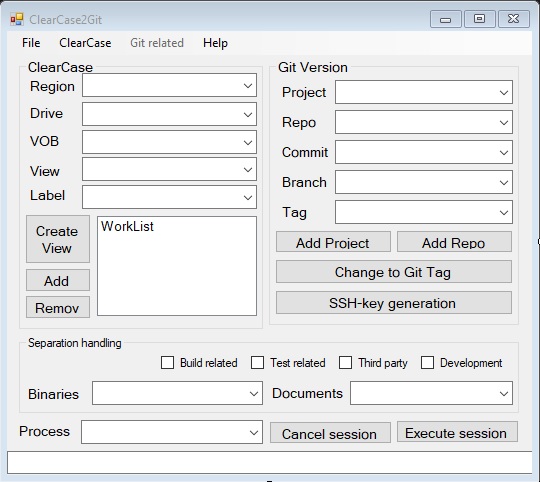 ClearCase2Git
File ClearCase Git related Help
ClearCase
Region
Drive
VOB
View
Label
Create
View
Add
Remov
WorkList
Git Version
Project
Repo
Commit
Branch
Tag
Add Project Add Repo
Change to Git Tag
SSH-key generation
Separation handling
Build related Test related Third party Development
Binaries Documents
Process Cancel session Execute session